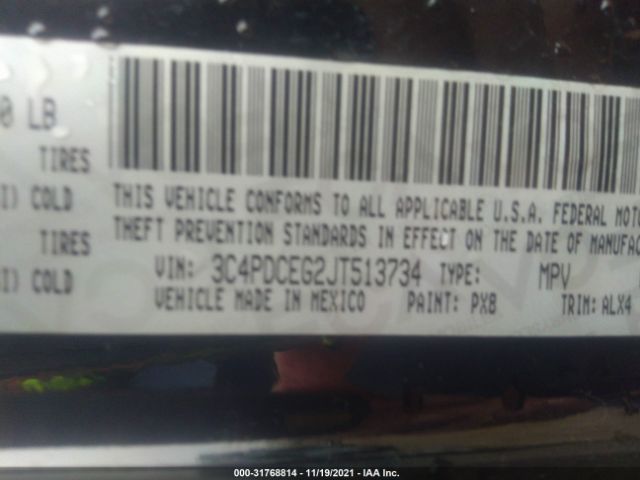 0 LB
TIRES
I) COLD
TIRES
SI) COLD
THIS VEHICLE CONFORMS TO ALL APPLICABLE U.S.A. FEDERAL MOTO
THEFT PREVENTION STANDARDS IN EFFECT ON THE DATE OF MANUFAC
VIN: 3C4PDCEG2JT513734 TYPE: MPV
VEHICLE MADE IN MEXICO PAINT: PX8 TRIM: ALX4
000-31768814 - 11/19/2021 - IAA Inc.